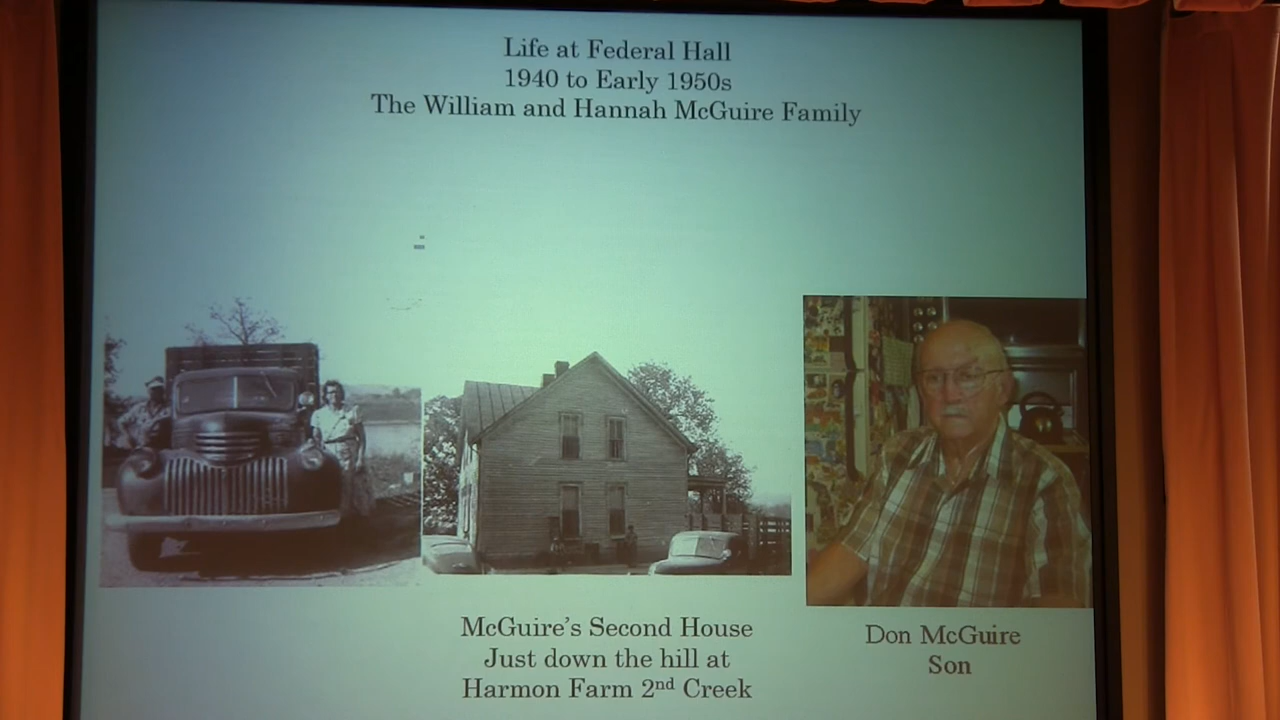 Life at Federal Hall
1940 to Early 1950s
The William and Hannah McGuire Family
McGuire's Second House
Just down the hill at
Harmon Farm 2nd Creek
Don McGuire
Son